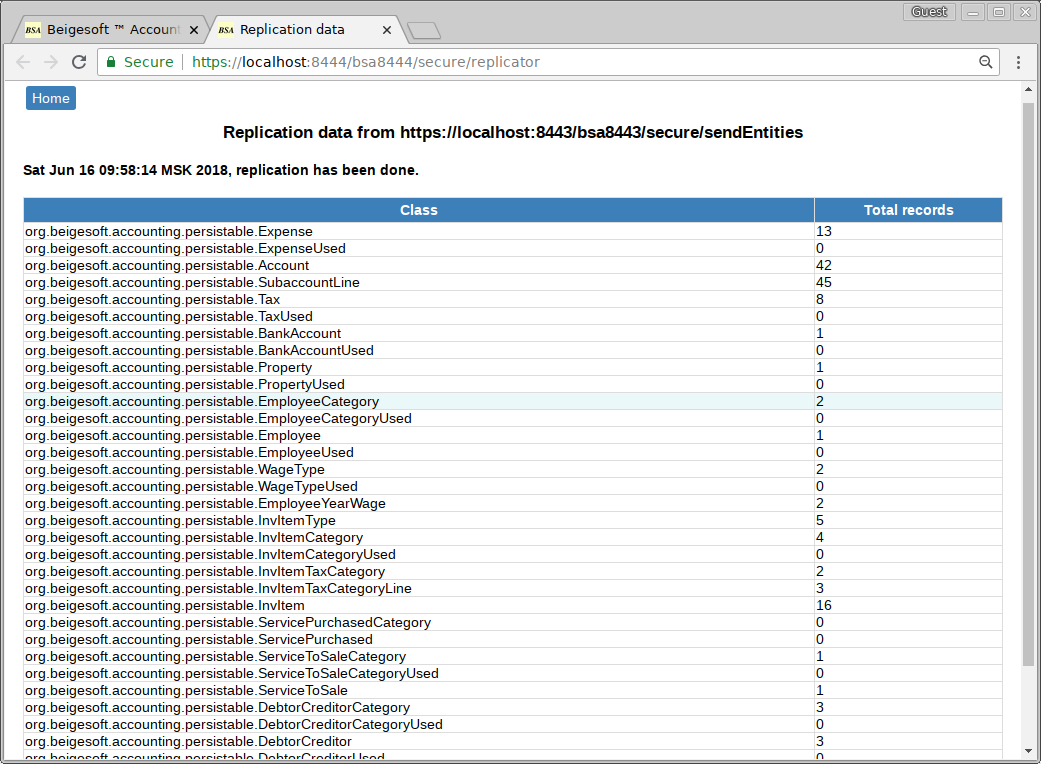 Guest
BSA Beigesoft ™ Account
BSA Replication data
Secure https://localhost:8444/bsa8444/secure/replicator
Home
Replication data from https://localhost:8443/bsa8443/secure/sendEntities
Sat Jun 16 09:58:14 MSK 2018, replication has been done.
Class Total records
org.beigesoft.accounting.persistable.Expense 13
org.beigesoft.accounting.persistable.ExpenseUsed 0
org.beigesoft.accounting.persistable.Account 42
org.beigesoft.accounting.persistable.SubaccountLine 45
org.beigesoft.accounting.persistable.Tax 8
org.beigesoft.accounting.persistable.TaxUsed 0
org.beigesoft.accounting.persistable.BankAccount 1
org.beigesoft.accounting.persistable.BankAccountUsed 0
org.beigesoft.accounting.persistable.Property 1
org.beigesoft.accounting.persistable.PropertyUsed 0
org.beigesoft.accounting.persistable.EmployeeCategory 2
org.beigesoft.accounting.persistable.EmployeeCategoryUsed 0
org.beigesoft.accounting.persistable.Employee 1
org.beigesoft.accounting.persistable.EmployeeUsed 0
org.beigesoft.accounting.persistable.WageType 2
org.beigesoft.accounting.persistable.WageTypeUsed 0
org.beigesoft.accounting.persistable.EmployeeYearWage 2
org.beigesoft.accounting.persistable.InvItemType 5
org.beigesoft.accounting.persistable.InvItemCategory 4
org.beigesoft.accounting.persistable.InvItemCategoryUsed 0
org.beigesoft.accounting.persistable.InvItemTaxCategory 2
org.beigesoft.accounting.persistable.InvItemTaxCategoryLine 3
org.beigesoft.accounting.persistable.InvItem 16
org.beigesoft.accounting.persistable.ServicePurchasedCategory 0
org.beigesoft.accounting.persistable.ServicePurchased 0
org.beigesoft.accounting.persistable.ServiceToSaleCategory 1
org.beigesoft.accounting.persistable.ServiceToSaleCategoryUsed 0
org.beigesoft.accounting.persistable.ServiceToSale 1
org.beigesoft.accounting.persistable.DebtorCreditorCategory 3
org.beigesoft.accounting.persistable.DebtorCreditorCategoryUsed 0
org.beigesoft.accounting.persistable.DebtorCreditor 3
org.beigesoft.accounting.persistable.DebtorCreditorUsed 0